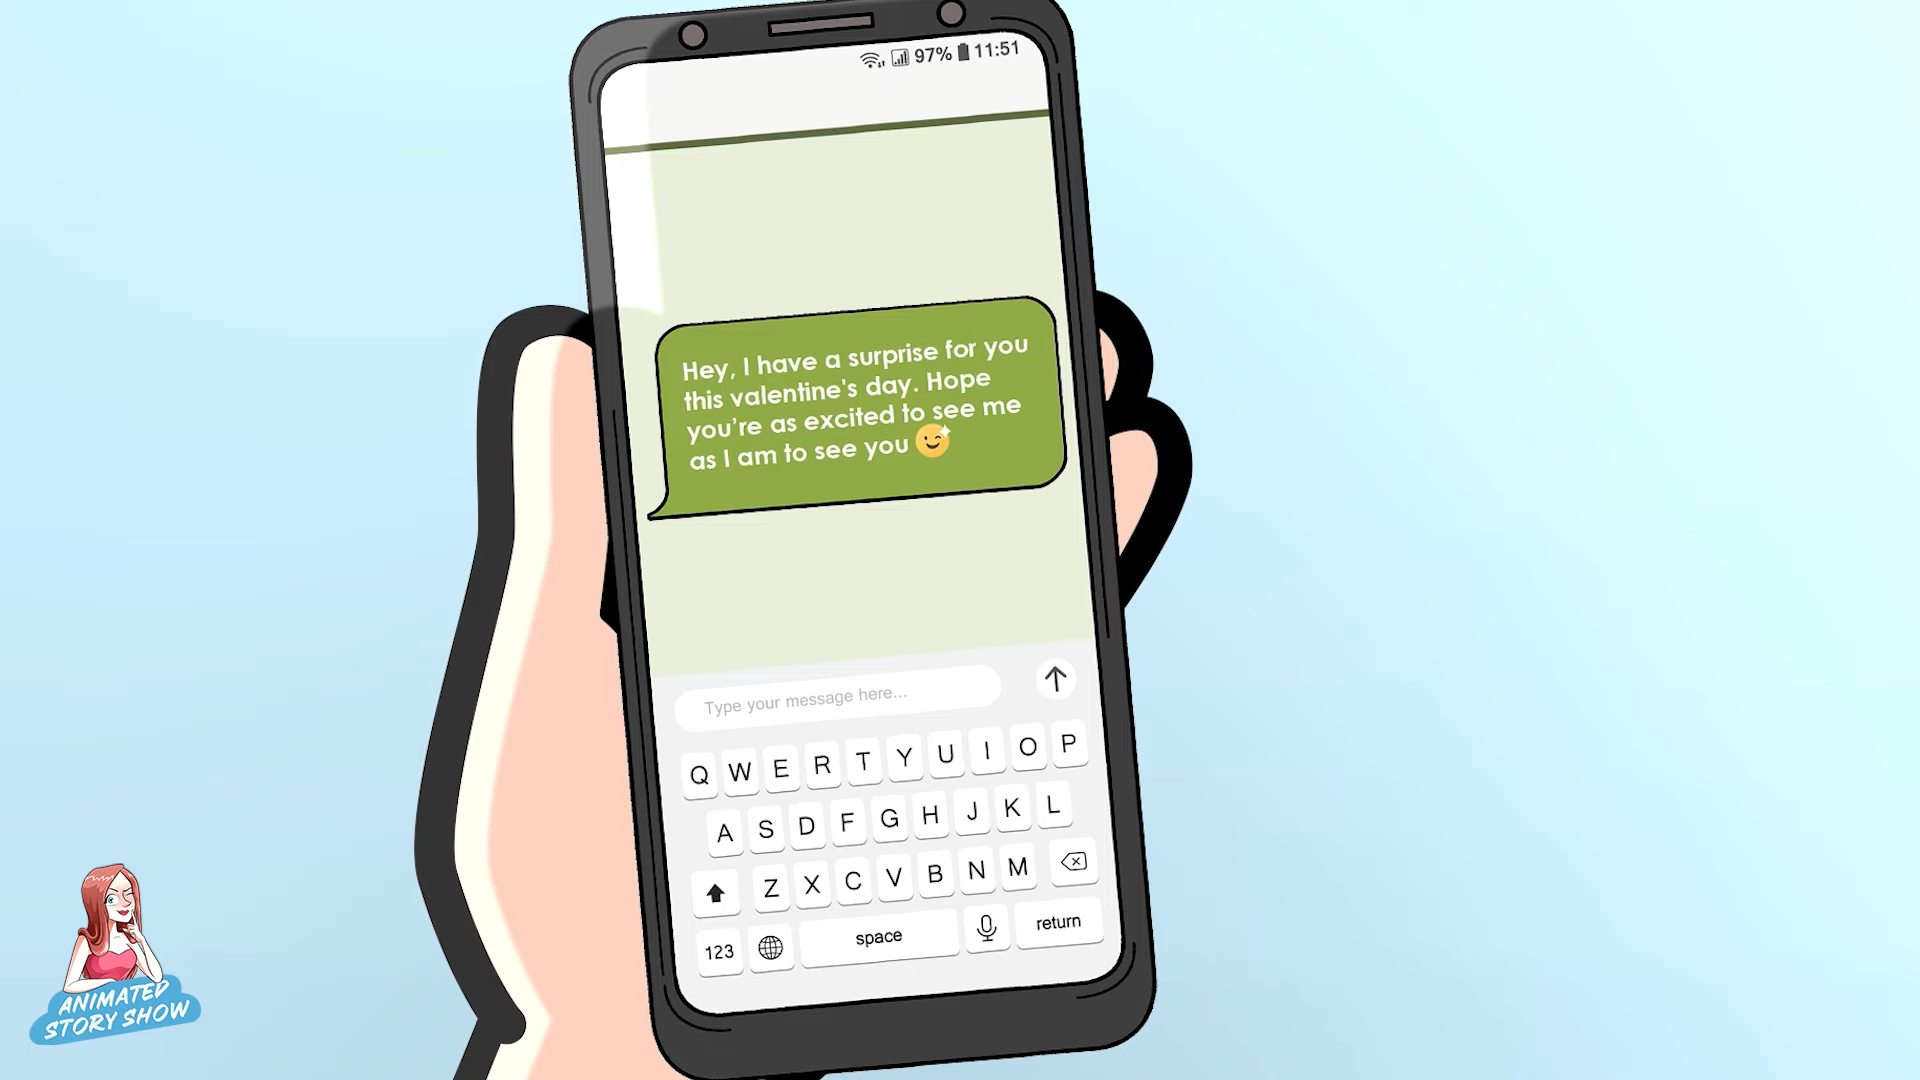 97% 11:51
Hey, I have a surprise for you
this valentine's day. Hope
you’re as excited to see me
as I am to see you 😉
Type your message here...
Q W E R T Y U I O P
A S D F G H J K L
Z X C V B N M
123 space return
ANIMATED
STORY SHOW